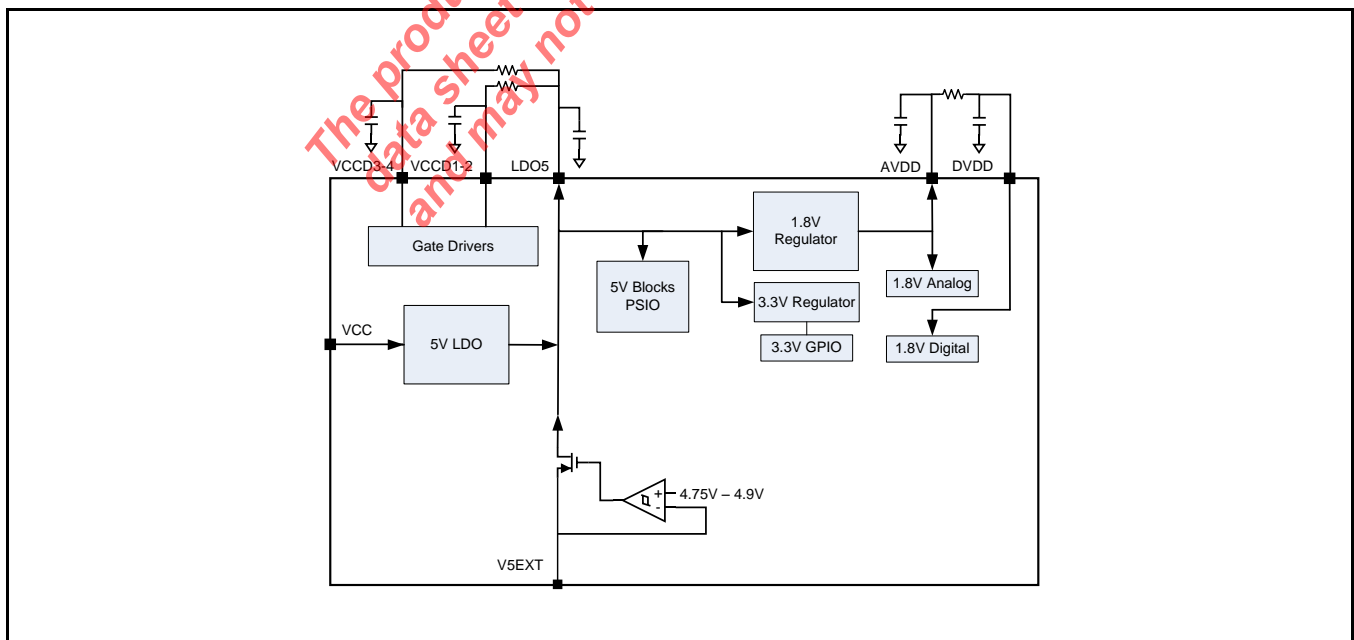 The produ
data sheet
and may not
VCCD3-4
VCCD1-2
LDO5
AVDD
DVDD
Gate Drivers
1.8V
Regulator
5V Blocks
PSIO
3.3V Regulator
3.3V GPIO
1.8V Analog
1.8V Digital
VCC
5V LDO
+
-
4.75V – 4.9V
V5EXT